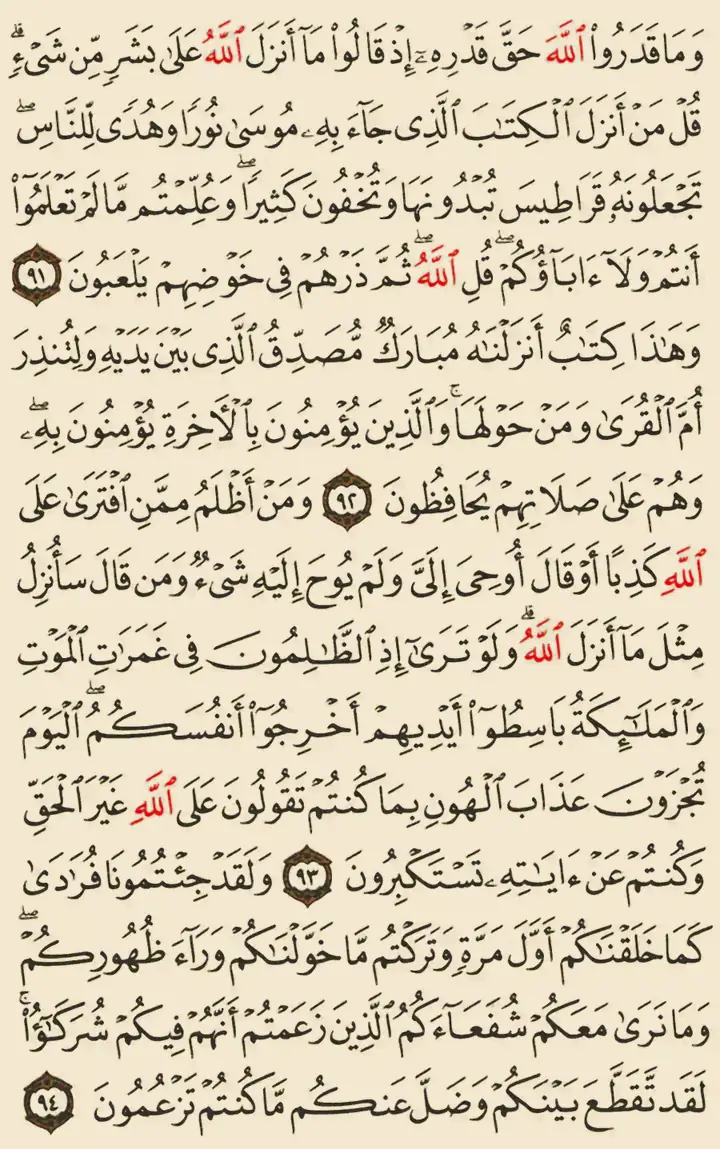 وَمَا قَدَرُوا۟ ٱللَّهَ حَقَّ قَدْرِهِۦٓ إِذْ قَالُوا۟ مَآ أَنزَلَ ٱللَّهُ عَلَىٰ بَشَرٍ مِّن شَىْءٍ ۗ
قُلْ مَنْ أَنزَلَ ٱلْكِتَـٰبَ ٱلَّذِى جَآءَ بِهِۦ مُوسَىٰ نُورًا وَهُدًى لِّلنَّاسِ ۖ
تَجْعَلُونَهُۥ قَرَاطِيسَ تُبْدُونَهَا وَتُخْفُونَ كَثِيرًا ۖ وَعُلِّمْتُم مَّا لَمْ تَعْلَمُوٓا۟
أَنتُمْ وَلَآ ءَابَآؤُكُمْ ۖ قُلِ ٱللَّهُ ۖ ثُمَّ ذَرْهُمْ فِى خَوْضِهِمْ يَلْعَبُونَ ٩١
وَهَـٰذَا كِتَـٰبٌ أَنزَلْنَـٰهُ مُبَارَكٌ مُّصَدِّقُ ٱلَّذِى بَيْنَ يَدَيْهِ وَلِتُنذِرَ
أُمَّ ٱلْقُرَىٰ وَمَنْ حَوْلَهَا ۚ وَٱلَّذِينَ يُؤْمِنُونَ بِٱلْـَٔاخِرَةِ يُؤْمِنُونَ بِهِۦ ۖ
وَهُمْ عَلَىٰ صَلَاتِهِمْ يُحَافِظُونَ ٩٢ وَمَنْ أَظْلَمُ مِمَّنِ ٱفْتَرَىٰ عَلَى
ٱللَّهِ كَذِبًا أَوْ قَالَ أُوحِىَ إِلَىَّ وَلَمْ يُوحَ إِلَيْهِ شَىْءٌ وَمَن قَالَ سَأُنزِلُ
مِثْلَ مَآ أَنزَلَ ٱللَّهُ ۗ وَلَوْ تَرَىٰٓ إِذِ ٱلظَّـٰلِمُونَ فِى غَمَرَٰتِ ٱلْمَوْتِ
وَٱلْمَلَـٰٓئِكَةُ بَاسِطُوٓا۟ أَيْدِيهِمْ أَخْرِجُوٓا۟ أَنفُسَكُمُ ۖ ٱلْيَوْمَ
تُجْزَوْنَ عَذَابَ ٱلْهُونِ بِمَا كُنتُمْ تَقُولُونَ عَلَى ٱللَّهِ غَيْرَ ٱلْحَقِّ
وَكُنتُمْ عَنْ ءَايَـٰتِهِۦ تَسْتَكْبِرُونَ ٩٣ وَلَقَدْ جِئْتُمُونَا فُرَٰدَىٰ
كَمَا خَلَقْنَـٰكُمْ أَوَّلَ مَرَّةٍ وَتَرَكْتُم مَّا خَوَّلْنَـٰكُمْ وَرَآءَ ظُهُورِكُمْ ۖ
وَمَا نَرَىٰ مَعَكُمْ شُفَعَآءَكُمُ ٱلَّذِينَ زَعَمْتُمْ أَنَّهُمْ فِيكُمْ شُرَكَـٰٓؤُا۟ ۚ
لَقَد تَّقَطَّعَ بَيْنَكُمْ وَضَلَّ عَنكُم مَّا كُنتُمْ تَزْعُمُونَ ٩٤